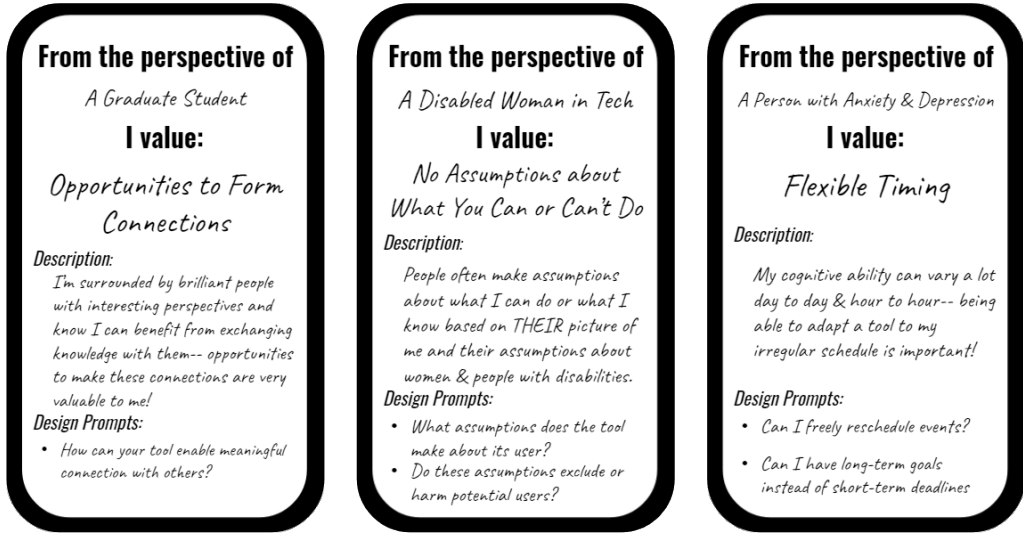 From the perspective of
A Graduate Student
I value:
Opportunities to Form
Connections
Description:
I'm surrounded by brilliant people
with interesting perspectives and
know I can benefit from exchanging
knowledge with them-- opportunities
to make these connections are very
valuable to me!
Design Prompts:
• How can your tool enable meaningful
connection with others?
From the perspective of
A Disabled Woman in Tech
I value:
No Assumptions about
What You Can or Can't Do
Description:
People often make assumptions
about what I can do or what I
know based on THEIR picture of
me and their assumptions about
women & people with disabilities.
Design Prompts:
• What assumptions does the tool
make about its user?
• Do these assumptions exclude or
harm potential users?
From the perspective of
A Person with Anxiety & Depression
I value:
Flexible Timing
Description:
My cognitive ability can vary a lot
day to day & hour to hour-- being
able to adapt a tool to my
irregular schedule is important!
Design Prompts:
• Can I freely reschedule events?
• Can I have long-term goals
instead of short-term deadlines